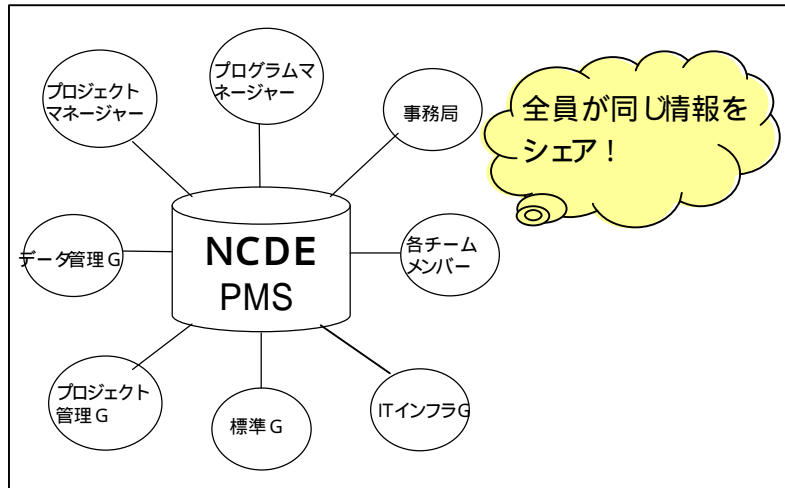 プロジェクト
マネージャー
プログラムマ
ネージャー
事務局
全員が同じ情報を
シェア！
データ管理G
NCDE
PMS
各チーム
メンバー
プロジェクト
管理G
標準G
ITインフラG